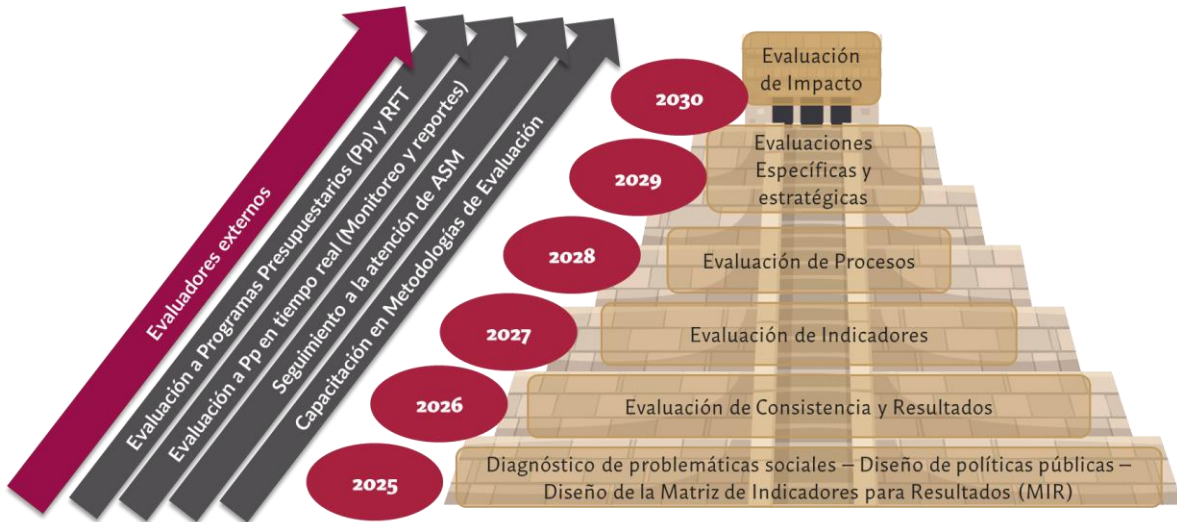 Evaluadores externos
Evaluación a Programas Presupuestarios (Pp) y RFT
Evaluación a Pp en tiempo real (Monitoreo y reportes)
Seguimiento a la atención de ASM
Capacitación en Metodologías de Evaluación
2030
Evaluación
de Impacto
2029
Evaluaciones
Específicas y
estratégicas
2028
Evaluación de Procesos
2027
Evaluación de Indicadores
2026
Evaluación de Consistencia y Resultados
2025
Diagnóstico de problemáticas sociales – Diseño de políticas públicas –
Diseño de la Matriz de Indicadores para Resultados (MIR)